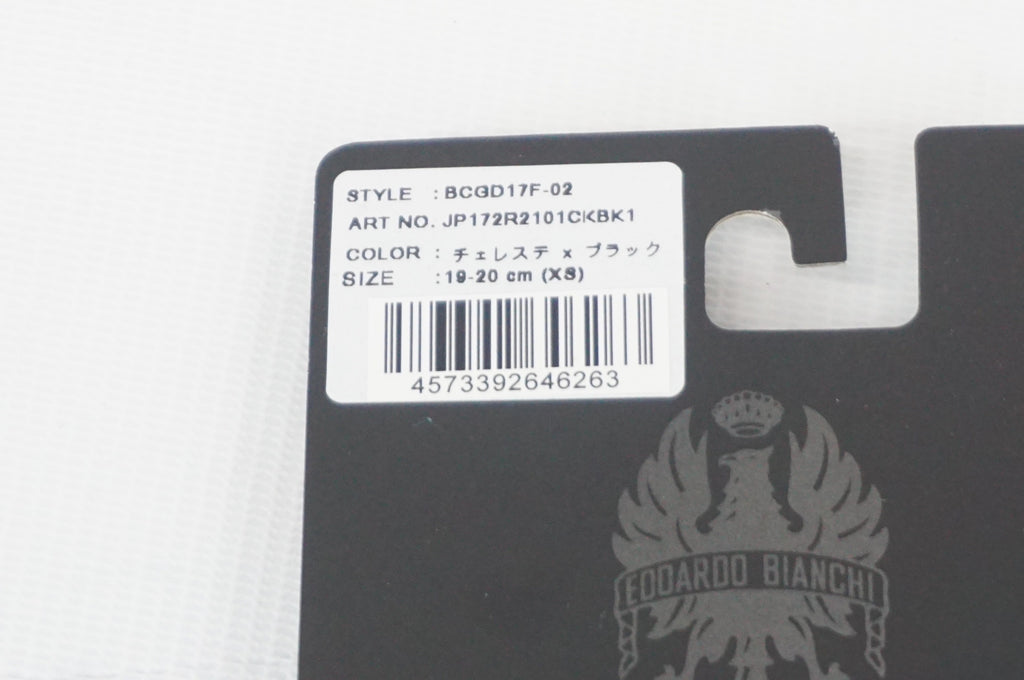 STYLE : BCGD17F-02
ART NO. JP172R2101CKBK1
COLOR : チェレステ x ブラック
SIZE : 19-20 cm (XS)
4573392646263
EDOARDO BIANCHI